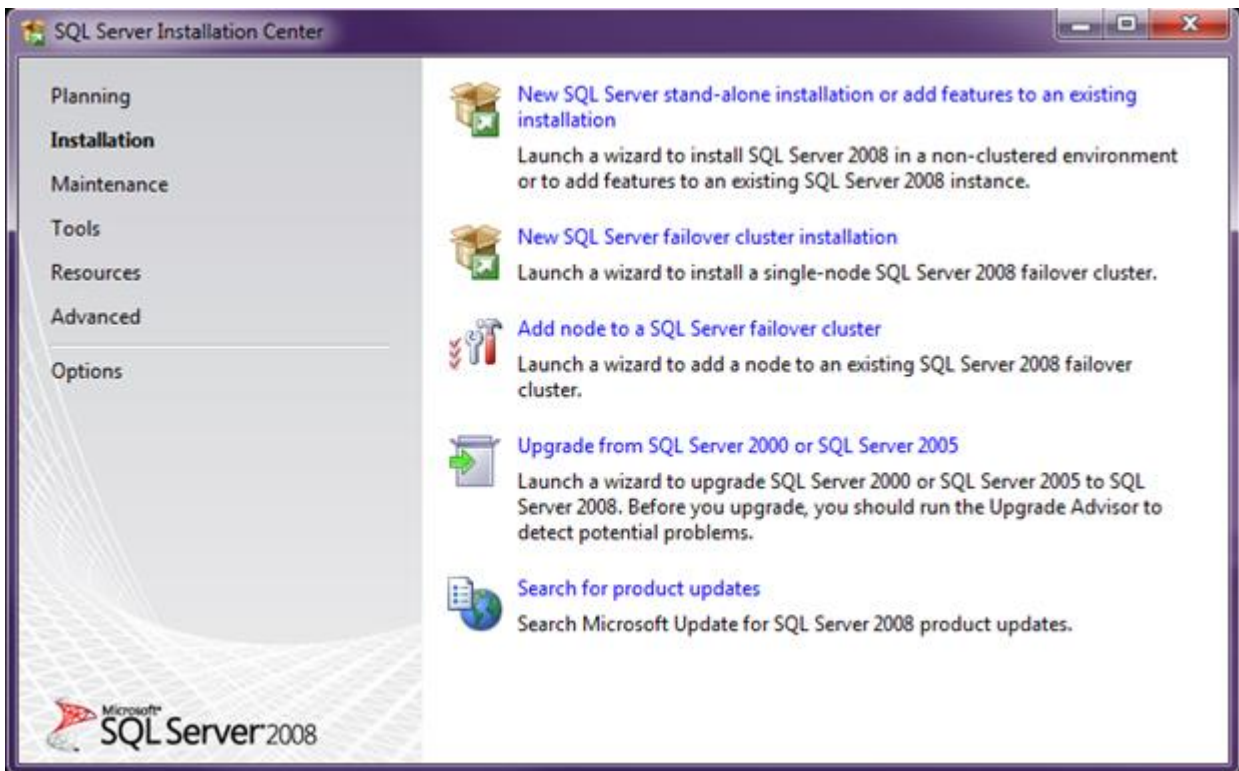 SQL Server Installation Center
Planning
Installation
Maintenance
Tools
Resources
Advanced
Options
Microsoft®
SQL Server®2008
New SQL Server stand-alone installation or add features to an existing
installation
Launch a wizard to install SQL Server 2008 in a non-clustered environment
or to add features to an existing SQL Server 2008 instance.
New SQL Server failover cluster installation
Launch a wizard to install a single-node SQL Server 2008 failover cluster.
Add node to a SQL Server failover cluster
Launch a wizard to add a node to an existing SQL Server 2008 failover
cluster.
Upgrade from SQL Server 2000 or SQL Server 2005
Launch a wizard to upgrade SQL Server 2000 or SQL Server 2005 to SQL
Server 2008. Before you upgrade, you should run the Upgrade Advisor to
detect potential problems.
Search for product updates
Search Microsoft Update for SQL Server 2008 product updates.